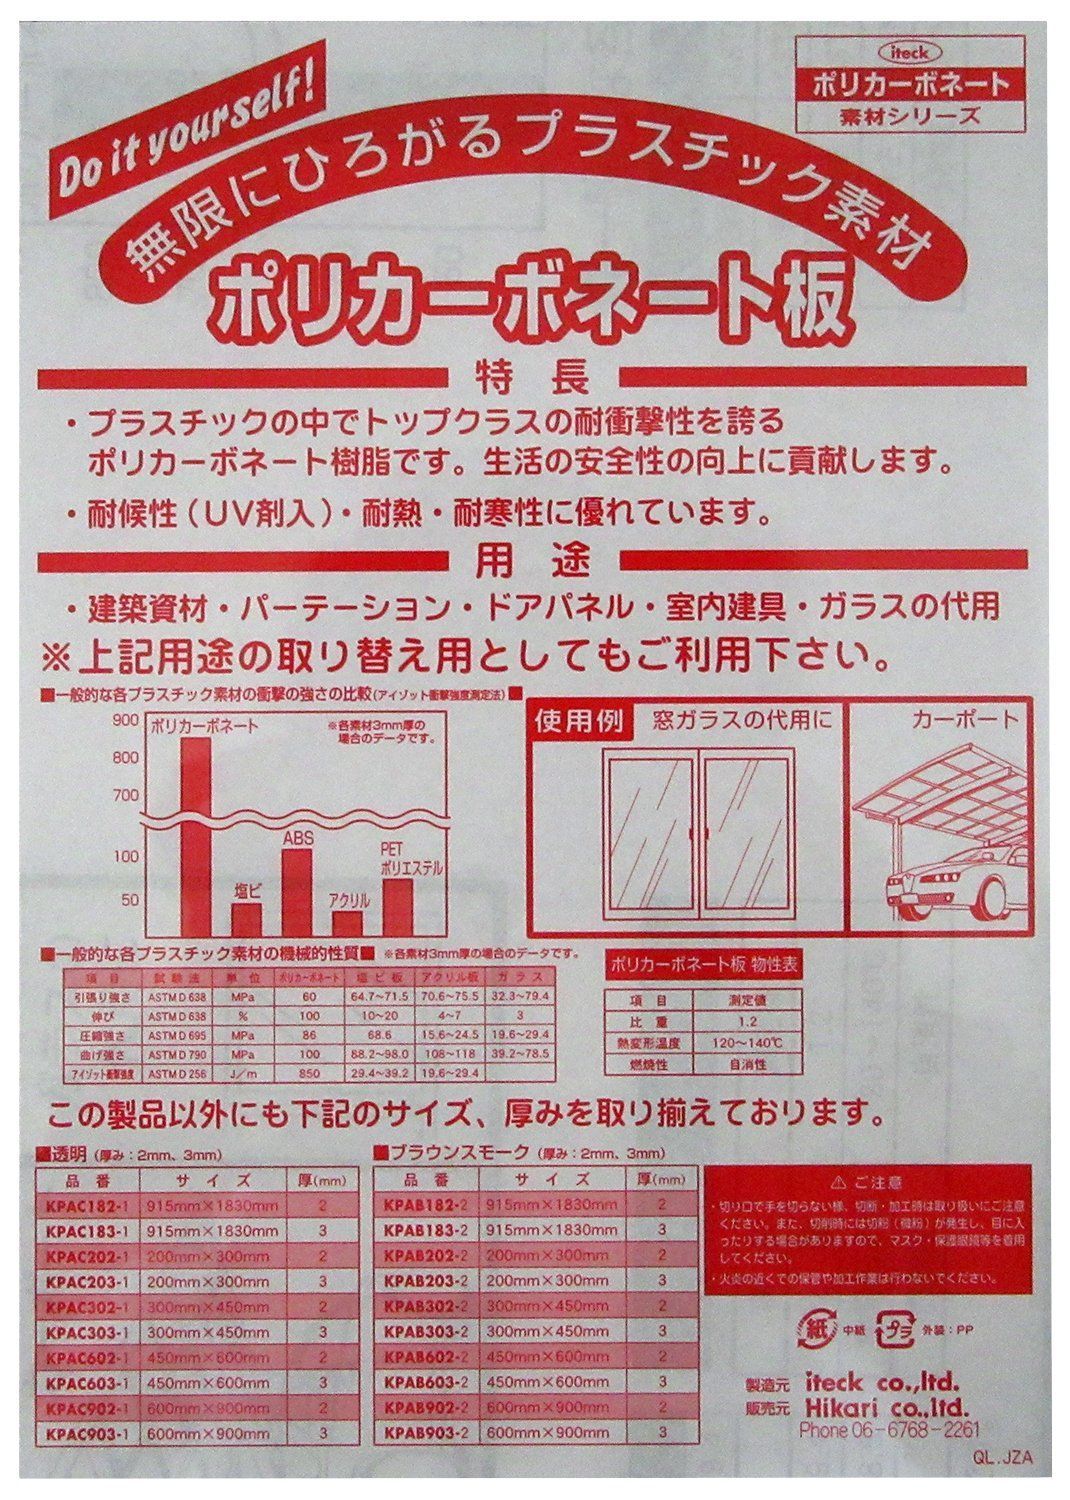 Do it yourself!
iteck
ポリカーボネート
素材シリーズ
無限にひろがるプラスチック素材
ポリカーボネート板
特 長
・プラスチックの中でトップクラスの耐衝撃性を誇る
ポリカーボネート樹脂です。生活の安全性の向上に貢献します。
・耐候性（UV剤入）・耐熱・耐寒性に優れています。
用 途
・建築資材・パーテーション・ドアパネル・室内建具・ガラスの代用
※上記用途の取り替え用としてもご利用下さい。
■一般的な各プラスチック素材の衝撃の強さの比較(アイゾット衝撃強度測定法)■
900
800
700
100
50
ポリカーボネート
※各素材3mm厚の
場合のデータです。
塩ビ
ABS
アクリル
PET
ポリエステル
使用例
窓ガラスの代用に
カーポート
■一般的な各プラスチック素材の機械的性質■ ※各素材3mm厚の場合のデータです。
項目 試験法 単位 ポリカーボネート 塩ビ板 アクリル板 ガラス
引張り強さ ASTM D 638 MPa 60 64.7～71.5 70.6～75.5 32.3～79.4
伸び ASTM D 638 % 100 10～20 4～7 3
圧縮強さ ASTM D 695 MPa 86 68.6 15.6～24.5 19.6～29.4
曲げ強さ ASTM D 790 MPa 100 88.2～98.0 108～118 39.2～78.5
アイゾット衝撃強度 ASTM D 256 J／m 850 29.4～39.2 19.6～29.4
ポリカーボネート板 物性表
項 目 測定値
比 重 1.2
熱変形温度 120～140℃
燃焼性 自消性
この製品以外にも下記のサイズ、厚みを取り揃えております。
■透明（厚み：2mm、3mm）
品 番 サ イ ズ 厚(mm)
KPAC182-1 915mm×1830mm 2
KPAC183-1 915mm×1830mm 3
KPAC202-1 200mm×300mm 2
KPAC203-1 200mm×300mm 3
KPAC302-1 300mm×450mm 2
KPAC303-1 300mm×450mm 3
KPAC602-1 450mm×600mm 2
KPAC603-1 450mm×600mm 3
KPAC902-1 600mm×900mm 2
KPAC903-1 600mm×900mm 3
■ブラウンスモーク（厚み：2mm、3mm）
品 番 サ イ ズ 厚(mm)
KPAB182-2 915mm×1830mm 2
KPAB183-2 915mm×1830mm 3
KPAB202-2 200mm×300mm 2
KPAB203-2 200mm×300mm 3
KPAB302-2 300mm×450mm 2
KPAB303-2 300mm×450mm 3
KPAB602-2 450mm×600mm 2
KPAB603-2 450mm×600mm 3
KPAB902-2 600mm×900mm 2
KPAB903-2 600mm×900mm 3
⚠ ご注意
・切り口で手を切らない様、切断・加工時は取り扱いにご注意
ください。また、切削時には切粉（微粉）が発生し、目に入
ったりする場合がありますので、マスク・保護眼鏡等を着用
してください。
・火炎の近くでの保管や加工作業は行わないでください。
紙 中紙 プラ 外装：PP
製造元 iteck co.,ltd.
販売元 Hikari co.,ltd.
Phone 06-6768-2261
QL.JZA